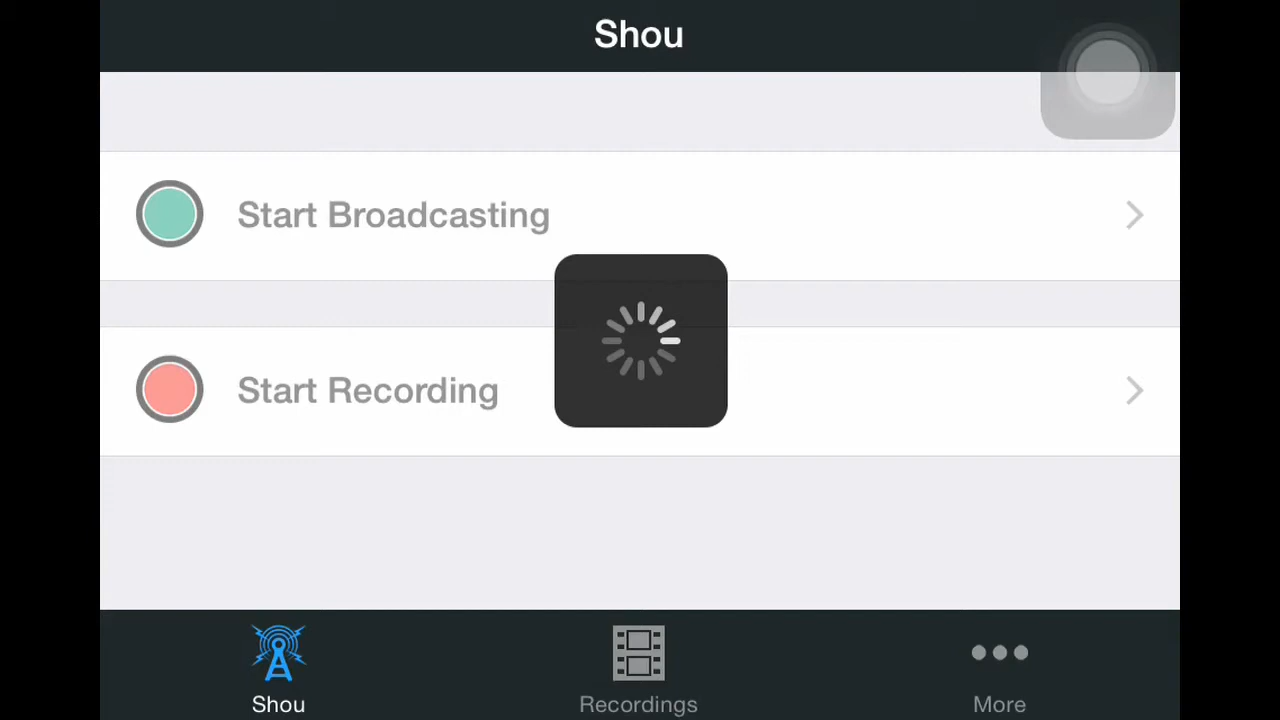 Shou
Start Broadcasting
Start Recording
Shou
Recordings
More